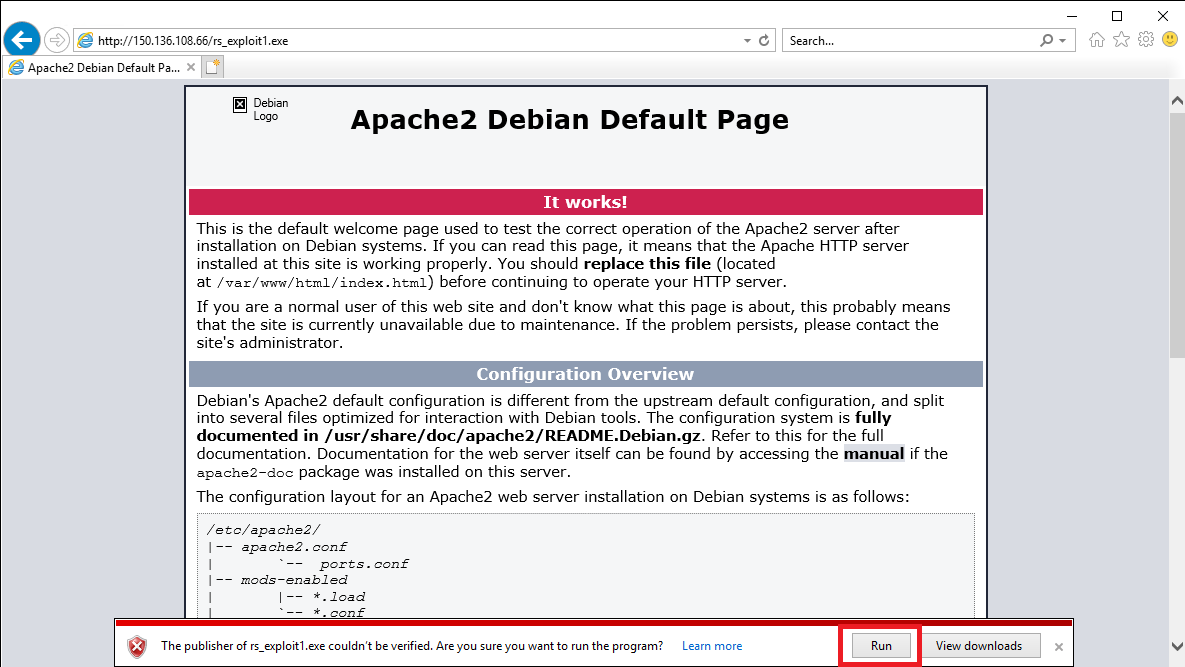 http://150.136.108.66/rs_exploit1.exe
Search...
Apache2 Debian Default Pa...
Debian
Logo
Apache2 Debian Default Page
It works!
This is the default welcome page used to test the correct operation of the Apache2 server after
installation on Debian systems. If you can read this page, it means that the Apache HTTP server
installed at this site is working properly. You should replace this file (located
at /var/www/html/index.html) before continuing to operate your HTTP server.
If you are a normal user of this web site and don't know what this page is about, this probably means
that the site is currently unavailable due to maintenance. If the problem persists, please contact the
site's administrator.
Configuration Overview
Debian's Apache2 default configuration is different from the upstream default configuration, and split
into several files optimized for interaction with Debian tools. The configuration system is fully
documented in /usr/share/doc/apache2/README.Debian.gz. Refer to this for the full
documentation. Documentation for the web server itself can be found by accessing the manual if the
apache2-doc package was installed on this server.
The configuration layout for an Apache2 web server installation on Debian systems is as follows:
/etc/apache2/
|-- apache2.conf
|       `--  ports.conf
|-- mods-enabled
|       |-- *.load
|       `-- *.conf
The publisher of rs_exploit1.exe couldn't be verified. Are you sure you want to run the program? Learn more Run View downloads